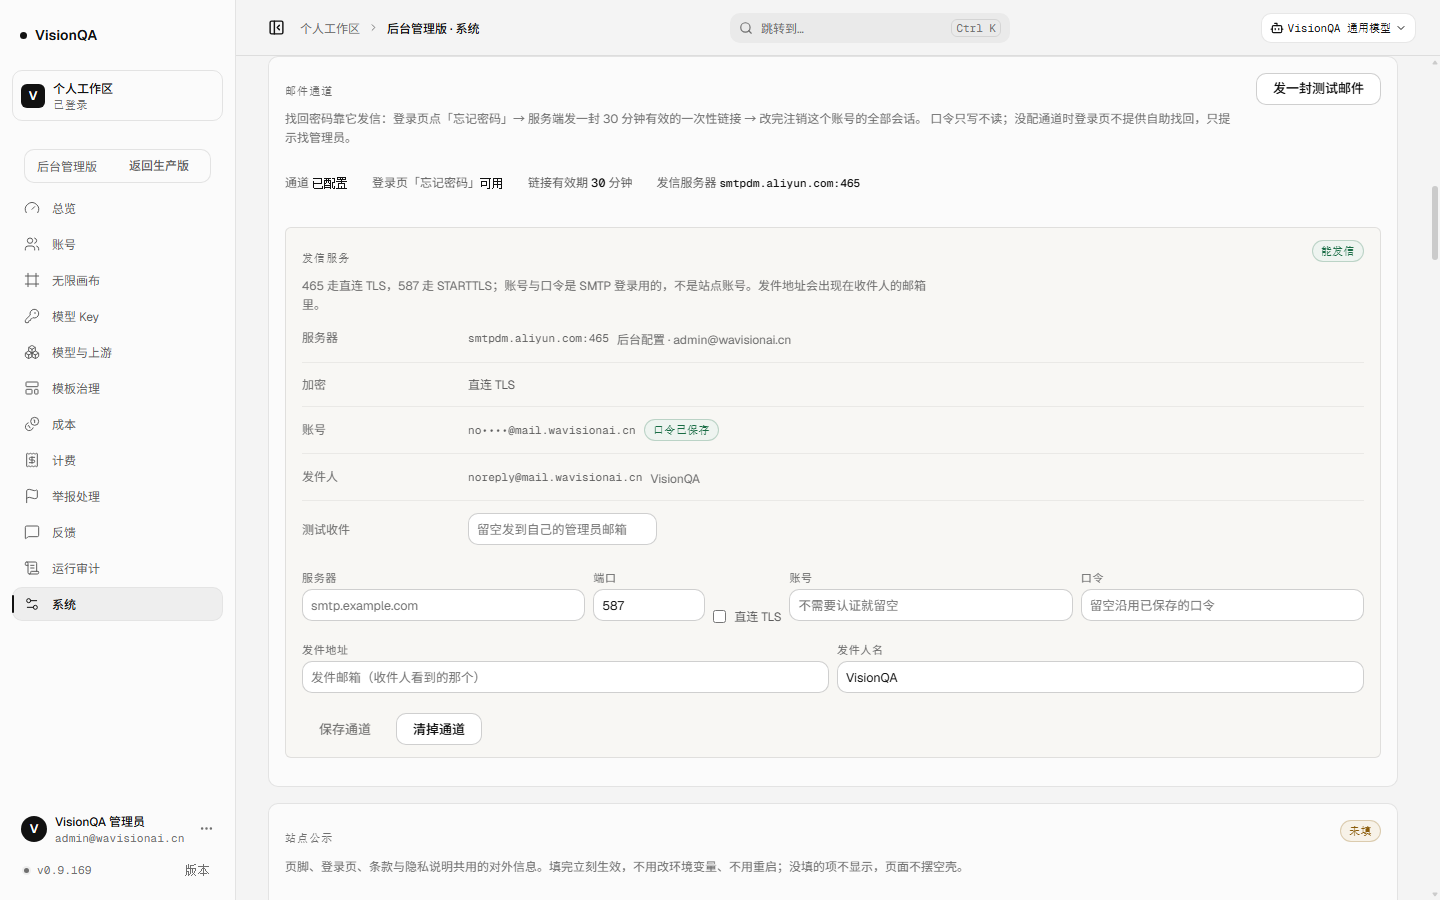 VisionQA
V
个人工作区
已登录
后台管理版
返回生产版
总览
账号
无限画布
模型 Key
模型与上游
模板治理
成本
计费
举报处理
反馈
运行审计
系统
V
VisionQA 管理员
admin@wavisionai.cn
v0.9.169
版本
个人工作区
后台管理版 · 系统
跳转到…
Ctrl K
VisionQA 通用模型
邮件通道
发一封测试邮件
找回密码靠它发信：登录页点「忘记密码」→ 服务端发一封 30 分钟有效的一次性链接 → 改完注销这个账号的全部会话。 口令只写不读；没配通道时登录页不提供自助找回，只提
示找管理员。
通道 已配置
登录页「忘记密码」可用
链接有效期 30 分钟
发信服务器 smtpdm.aliyun.com:465
发信服务
能发信
465 走直连 TLS，587 走 STARTTLS；账号与口令是 SMTP 登录用的，不是站点账号。发件地址会出现在收件人的邮箱
里。
服务器
smtpdm.aliyun.com:465 后台配置 · admin@wavisionai.cn
加密
直连 TLS
账号
no••••@mail.wavisionai.cn 口令已保存
发件人
noreply@mail.wavisionai.cn VisionQA
测试收件
留空发到自己的管理员邮箱
服务器
端口
账号
口令
smtp.example.com
587
直连 TLS
不需要认证就留空
留空沿用已保存的口令
发件地址
发件人名
发件邮箱（收件人看到的那个）
VisionQA
保存通道
清掉通道
站点公示
未填
页脚、登录页、条款与隐私说明共用的对外信息。填完立刻生效，不用改环境变量、不用重启；没填的项不显示，页面不摆空壳。